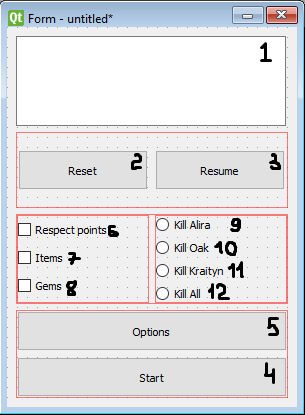 Qt Form - untitled*
1
Reset 2 Resume 3
Respect points 6 Kill Alira 9
Items 7 Kill Oak 10
Gems 8 Kill Kraityn 11
Kill All 12
Options 5
Start 4